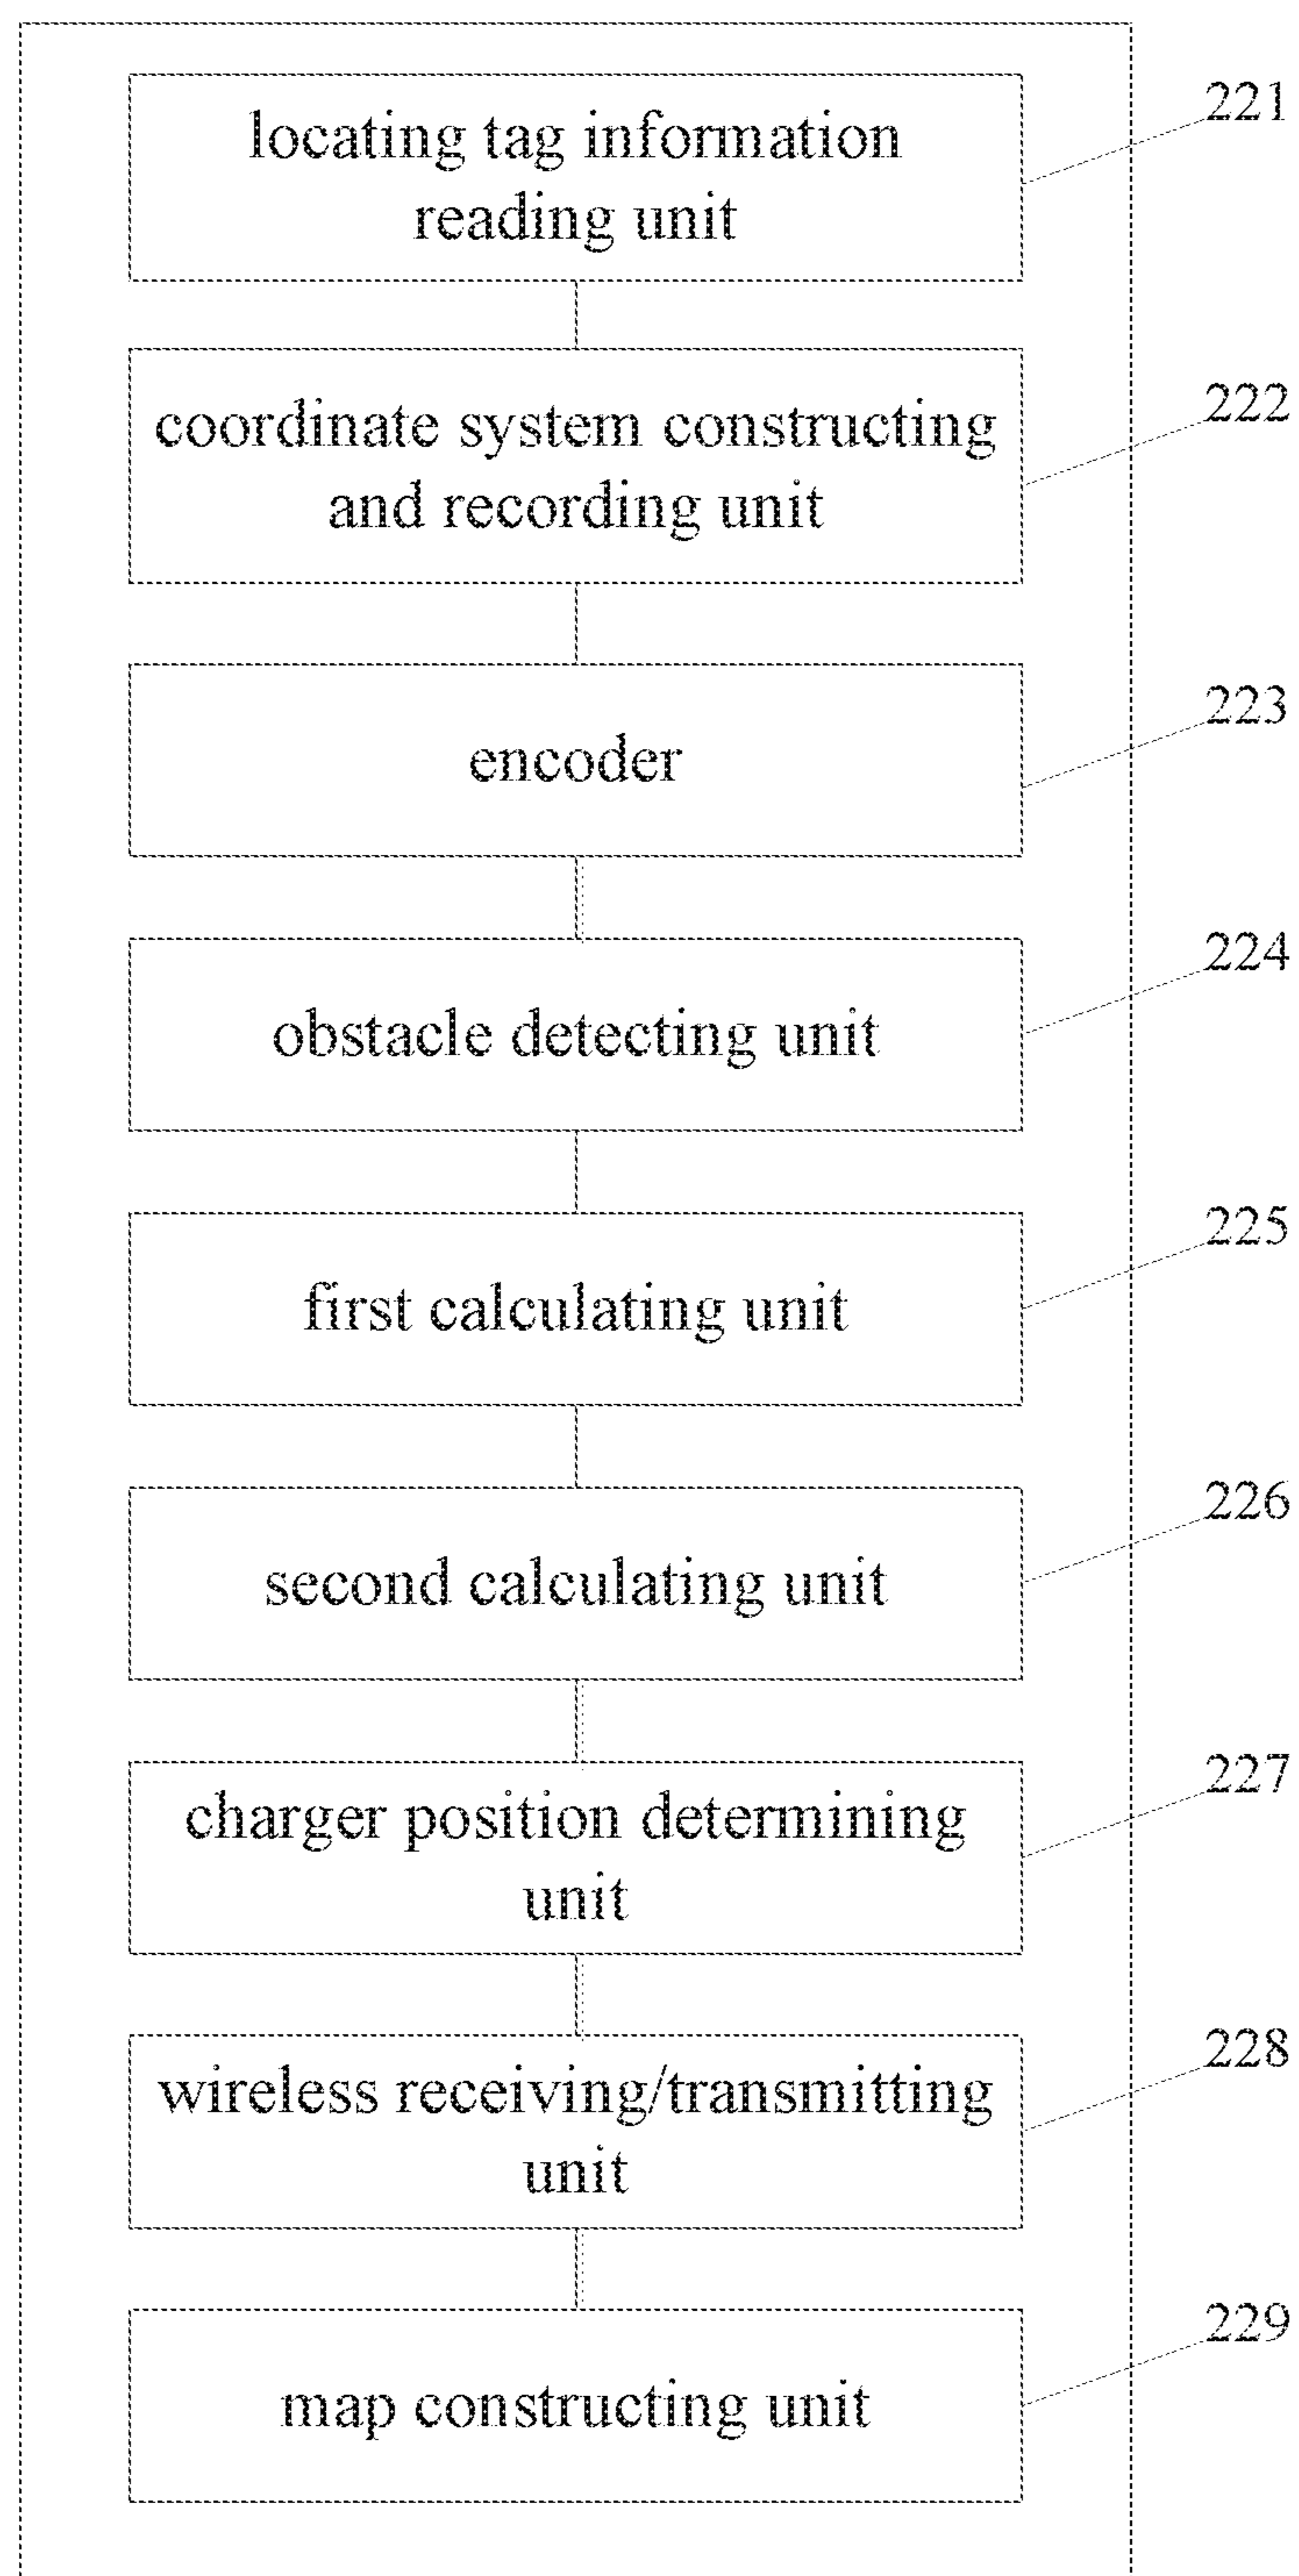 locating tag information
reading unit
221
coordinate system constructing
and recording unit
222
encoder
223
obstacle detecting unit
224
first calculating unit
225
second calculating unit
226
charger position determining
unit
227
wireless receiving/transmitting
unit
228
map constructing unit
229